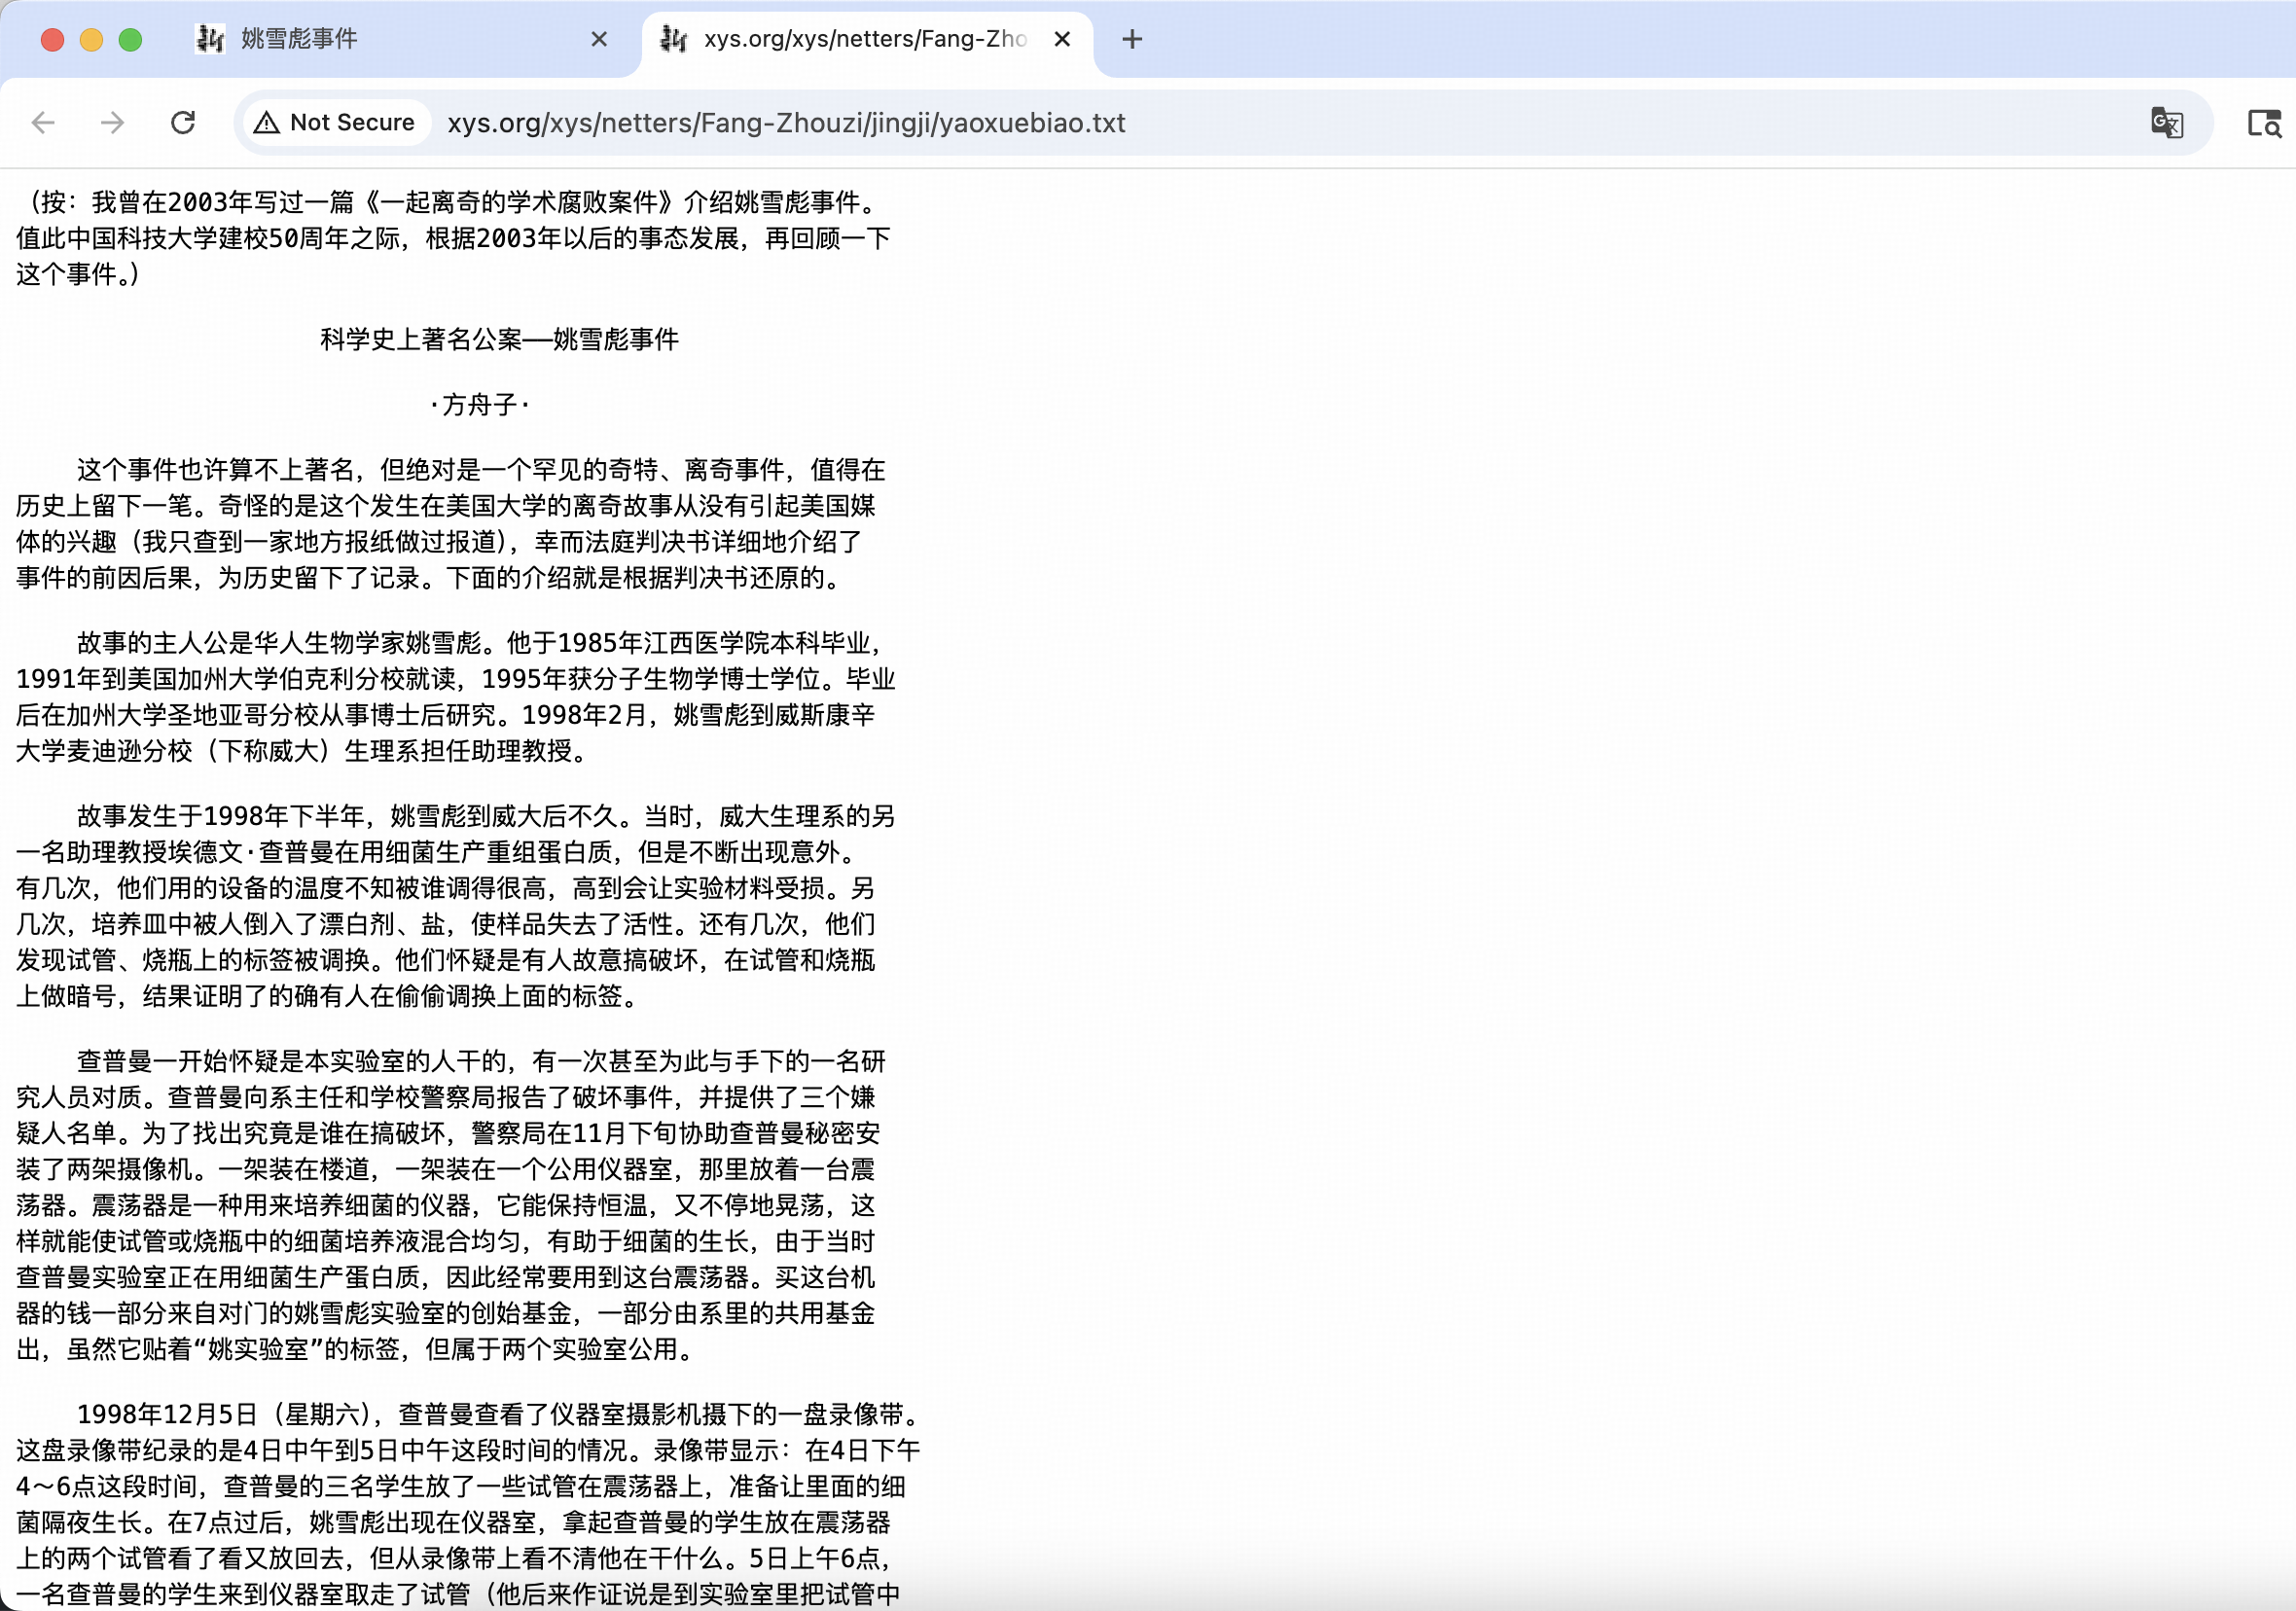 姚雪彪事件
xys.org/xys/netters/Fang-Zho
Not Secure
xys.org/xys/netters/Fang-Zhouzi/jingji/yaoxuebiao.txt
（按：我曾在2003年写过一篇《一起离奇的学术腐败案件》介绍姚雪彪事件。
值此中国科技大学建校50周年之际，根据2003年以后的事态发展，再回顾一下
这个事件。）
科学史上著名公案——姚雪彪事件
·方舟子·
这个事件也许算不上著名，但绝对是一个罕见的奇特、离奇事件，值得在
历史上留下一笔。奇怪的是这个发生在美国大学的离奇故事从没有引起美国媒
体的兴趣（我只查到一家地方报纸做过报道），幸而法庭判决书详细地介绍了
事件的前因后果，为历史留下了记录。下面的介绍就是根据判决书还原的。
故事的主人公是华人生物学家姚雪彪。他于1985年江西医学院本科毕业，
1991年到美国加州大学伯克利分校就读，1995年获分子生物学博士学位。毕业
后在加州大学圣地亚哥分校从事博士后研究。1998年2月，姚雪彪到威斯康辛
大学麦迪逊分校（下称威大）生理系担任助理教授。
故事发生于1998年下半年，姚雪彪到威大后不久。当时，威大生理系的另
一名助理教授埃德文·查普曼在用细菌生产重组蛋白质，但是不断出现意外。
有几次，他们用的设备的温度不知被谁调得很高，高到会让实验材料受损。另
几次，培养皿中被人倒入了漂白剂、盐，使样品失去了活性。还有几次，他们
发现试管、烧瓶上的标签被调换。他们怀疑是有人故意搞破坏，在试管和烧瓶
上做暗号，结果证明了的确有人在偷偷调换上面的标签。
查普曼一开始怀疑是本实验室的人干的，有一次甚至为此与手下的一名研
究人员对质。查普曼向系主任和学校警察局报告了破坏事件，并提供了三个嫌
疑人名单。为了找出究竟是谁在搞破坏，警察局在11月下旬协助查普曼秘密安
装了两架摄像机。一架装在楼道，一架装在一个公用仪器室，那里放着一台震
荡器。震荡器是一种用来培养细菌的仪器，它能保持恒温，又不停地晃荡，这
样就能使试管或烧瓶中的细菌培养液混合均匀，有助于细菌的生长，由于当时
查普曼实验室正在用细菌生产蛋白质，因此经常要用到这台震荡器。买这台机
器的钱一部分来自对门的姚雪彪实验室的创始基金，一部分由系里的共用基金
出，虽然它贴着“姚实验室”的标签，但属于两个实验室公用。
1998年12月5日（星期六），查普曼查看了仪器室摄影机摄下的一盘录像带。
这盘录像带纪录的是4日中午到5日中午这段时间的情况。录像带显示：在4日下午
4～6点这段时间，查普曼的三名学生放了一些试管在震荡器上，准备让里面的细
菌隔夜生长。在7点过后，姚雪彪出现在仪器室，拿起查普曼的学生放在震荡器
上的两个试管看了看又放回去，但从录像带上看不清他在干什么。5日上午6点，
一名查普曼的学生来到仪器室取走了试管（他后来作证说是到实验室里把试管中